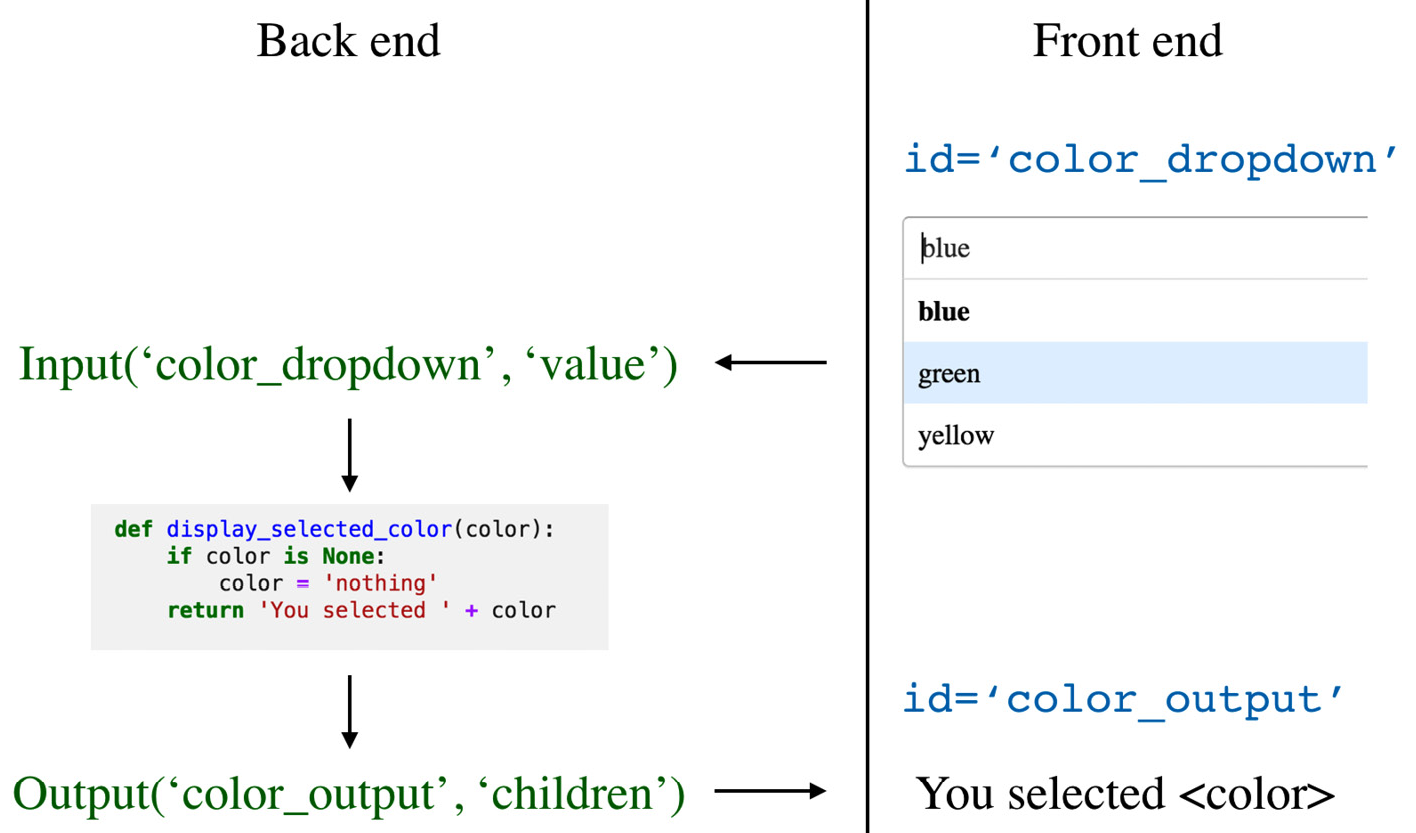 Back end
Front end
id=‘color_dropdown’
blue
blue
green
yellow
Input(‘color_dropdown’, ‘value’)
def display_selected_color(color):
    if color is None:
        color = 'nothing'
    return 'You selected ' + color
id=‘color_output’
Output(‘color_output’, ‘children’)
You selected <color>